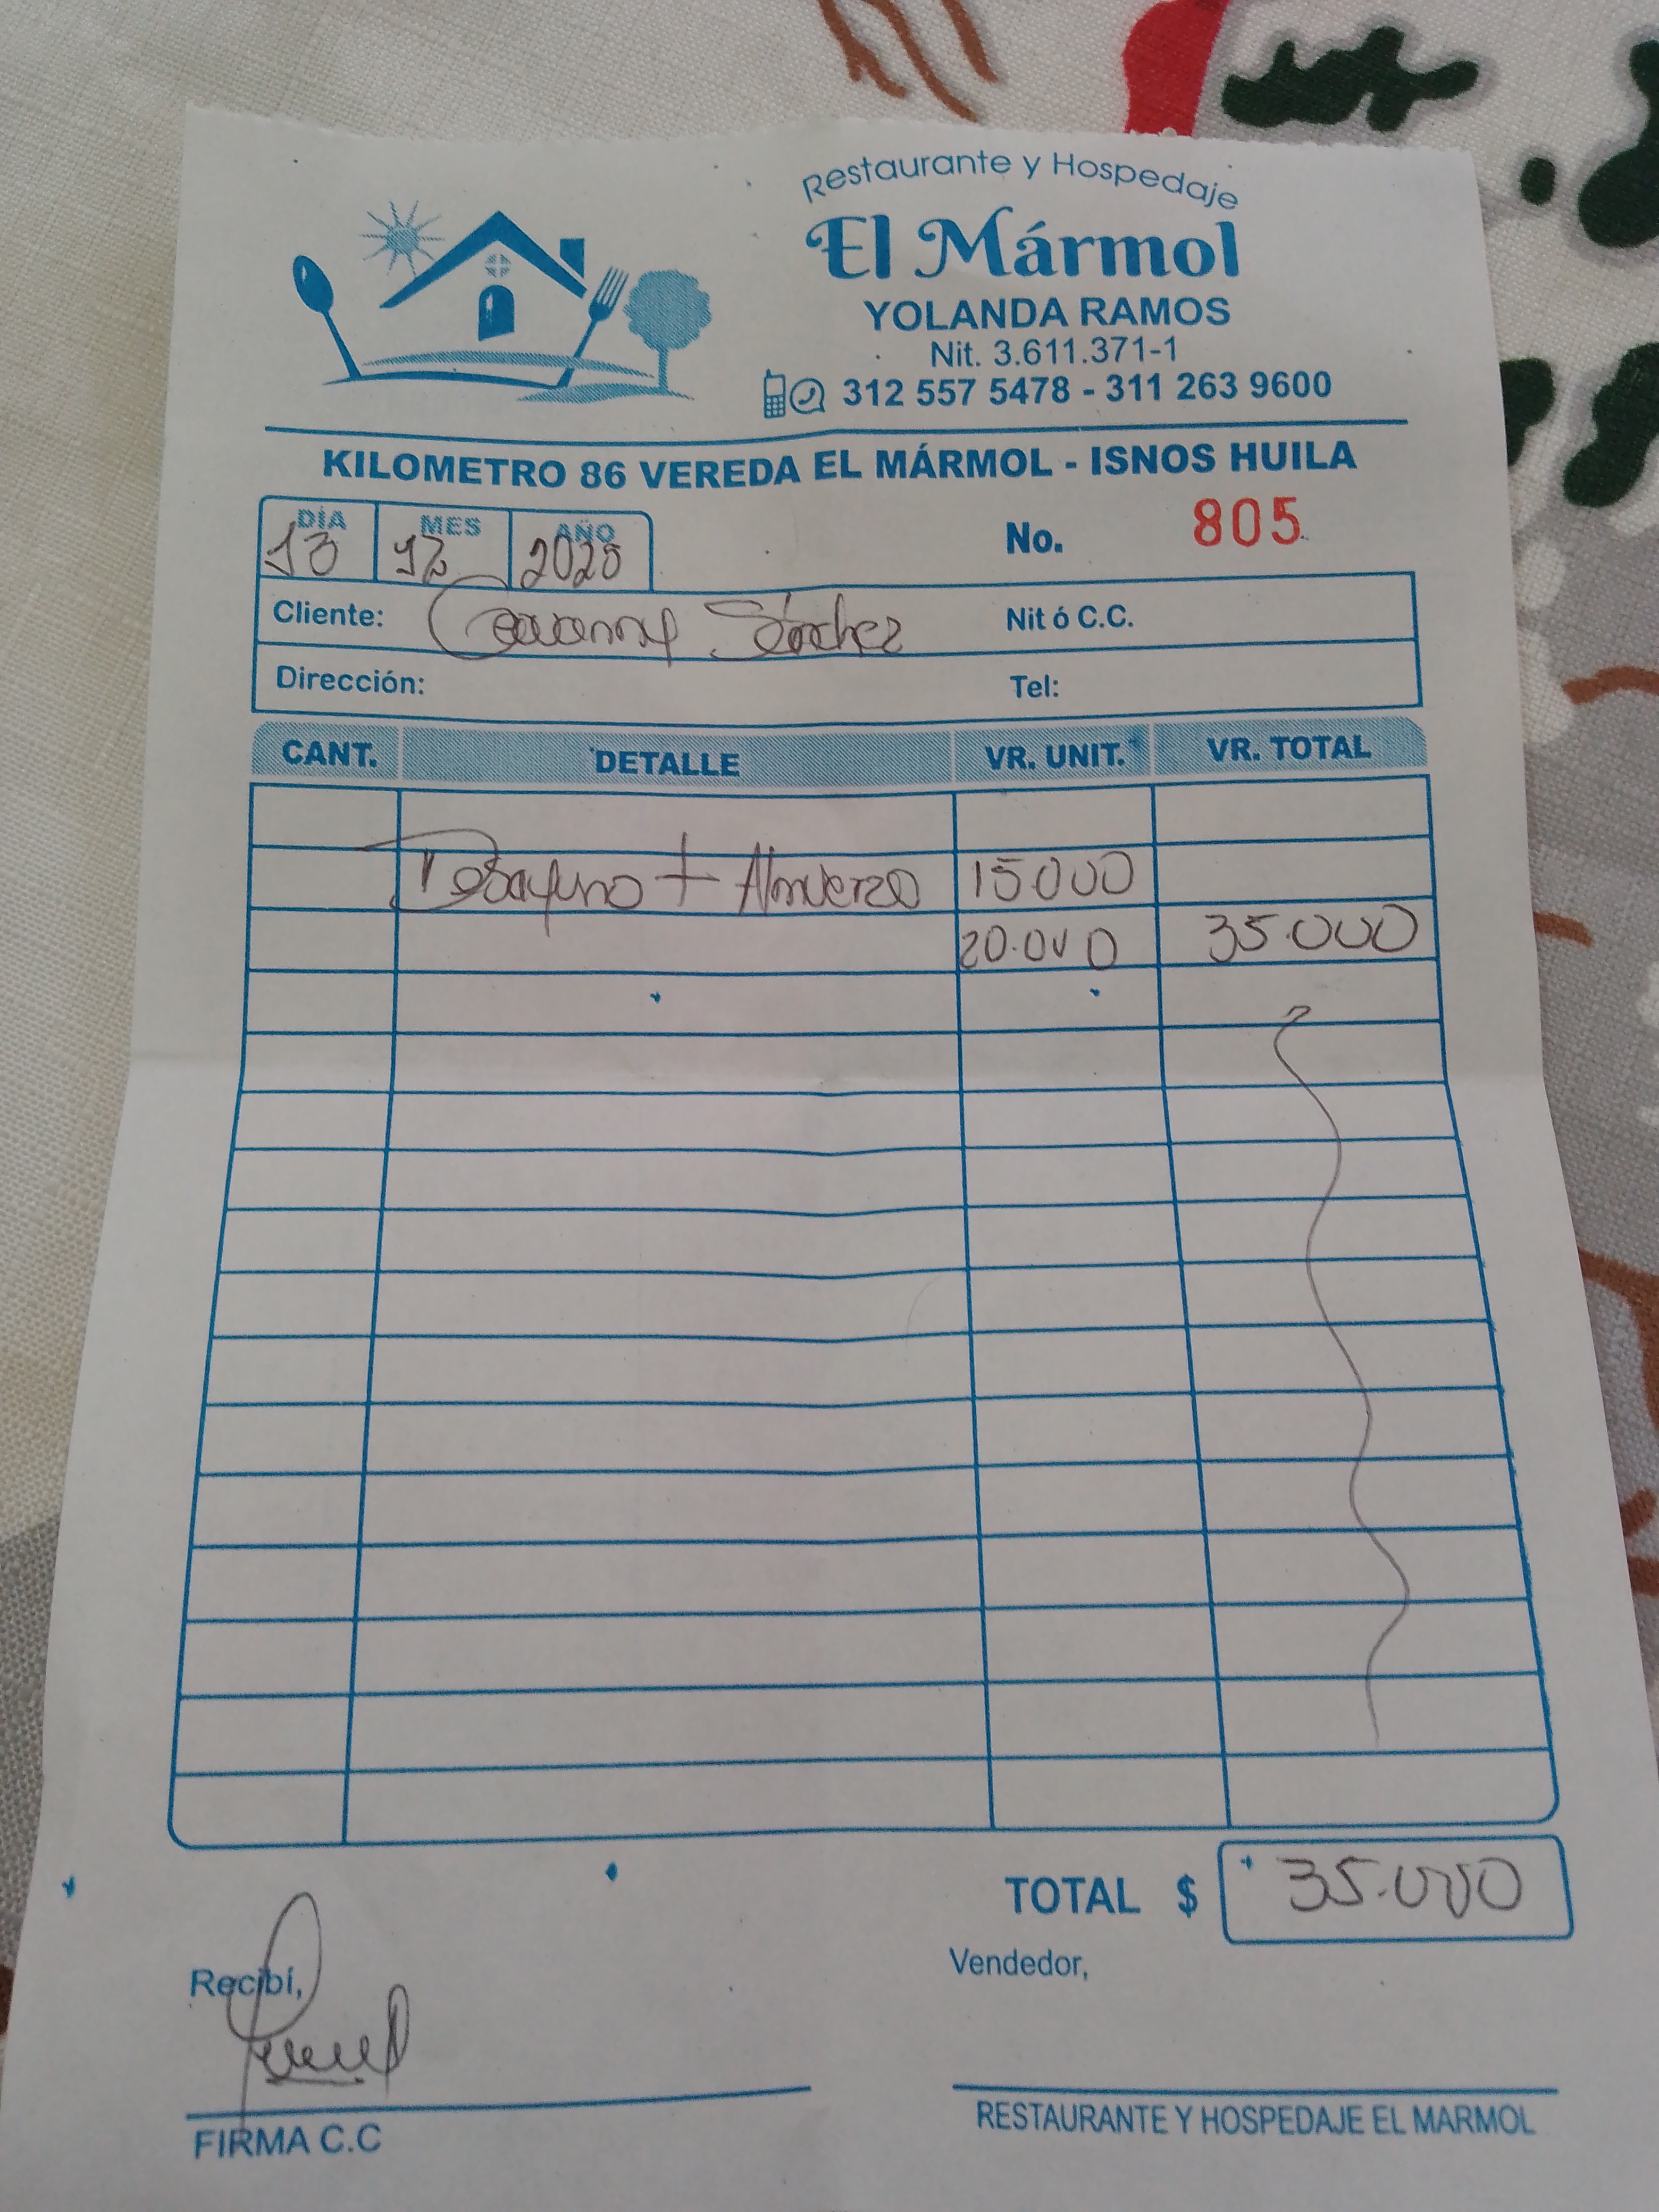 Restaurante y Hospedaje
El Mármol
YOLANDA RAMOS
Nit. 3.611.371-1
312 557 5478 - 311 263 9600
KILOMETRO 86 VEREDA EL MÁRMOL - ISNOS HUILA
DÍA MES AÑO No. 805
13 12 2025
Cliente: Geovanny Sánchez Nit ó C.C.
Dirección: Tel:
CANT. DETALLE VR. UNIT. VR. TOTAL
Desayuno + Almuerzo 15000
20.000 35.000
TOTAL $ 35.000
Recibí, Vendedor,
FIRMA C.C RESTAURANTE Y HOSPEDAJE EL MARMOL